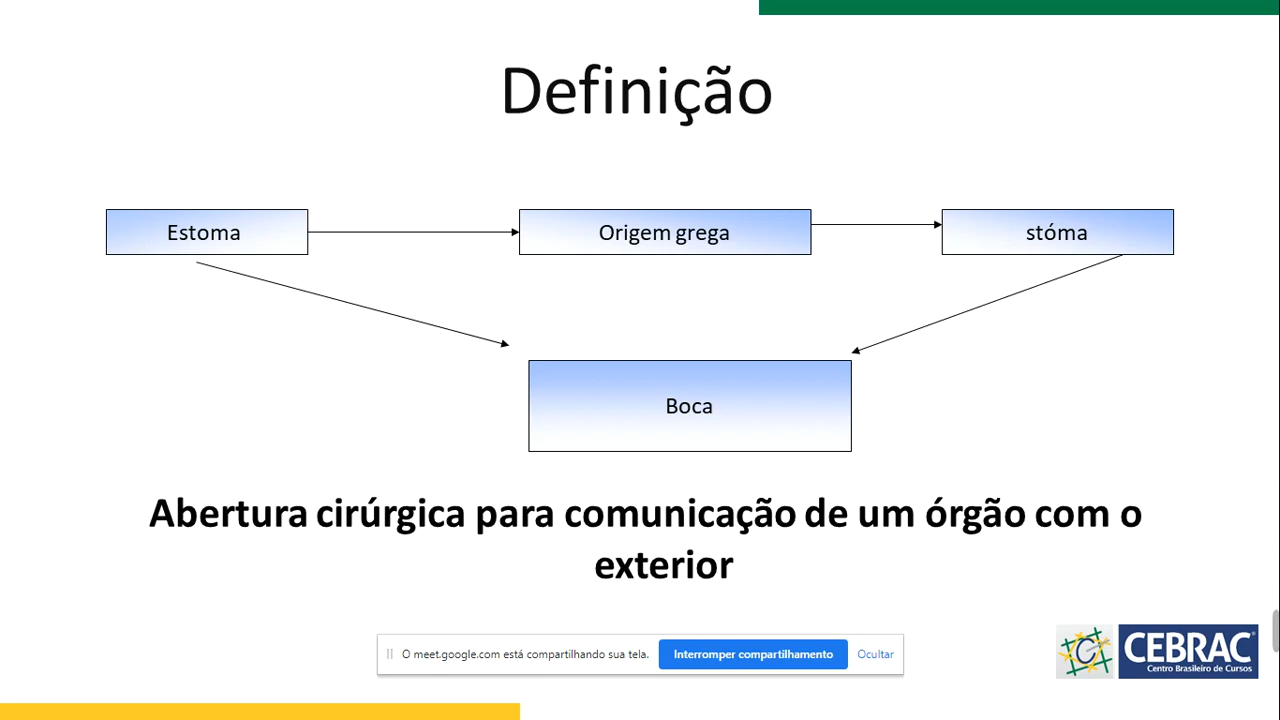 Definição
Estoma
Origem grega
stóma
Boca
Abertura cirúrgica para comunicação de um órgão com o
exterior
O meet.google.com está compartilhando sua tela.
Interromper compartilhamento
Ocultar
CEBRAC
Centro Brasileiro de Cursos